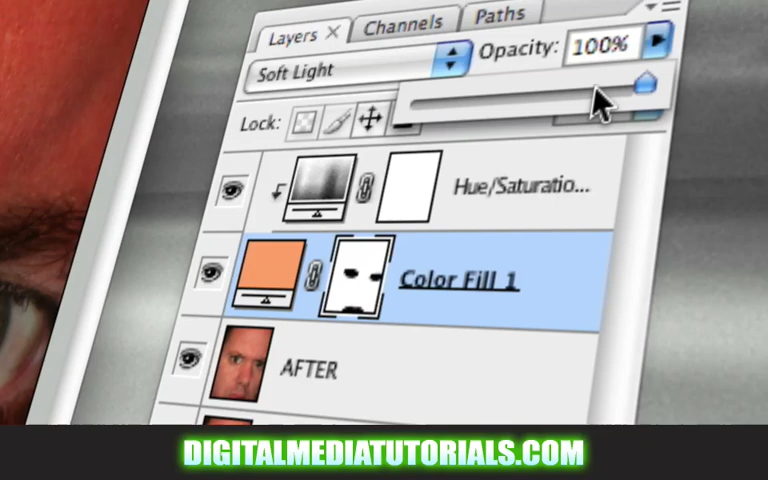 Layers Channels Paths
Soft Light Opacity: 100%
Lock:
Hue/Saturatio...
Color Fill 1
AFTER
DIGITALMEDIATUTORIALS.COM